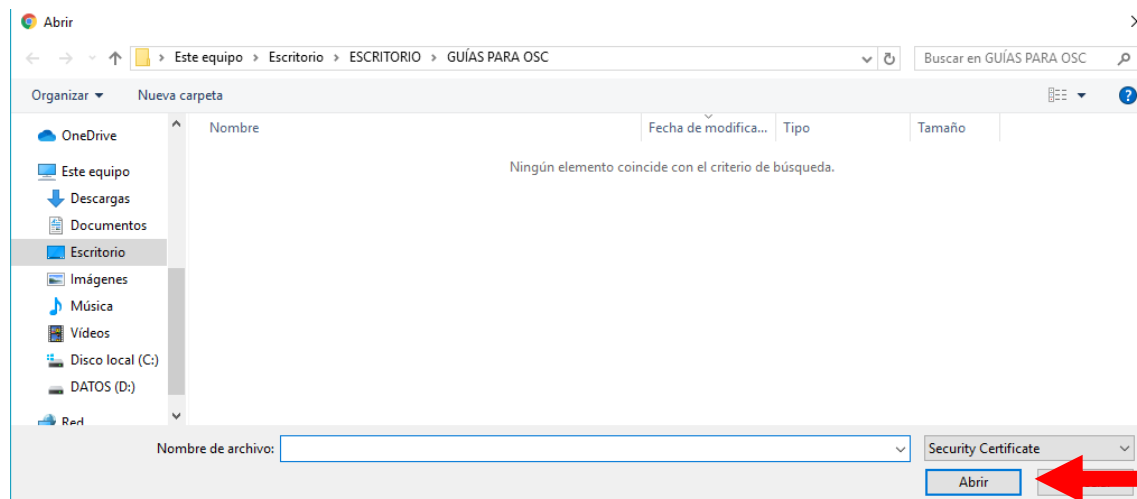 Abrir
Este equipo > Escritorio > ESCRITORIO > GUÍAS PARA OSC
Buscar en GUÍAS PARA OSC
Organizar
Nueva carpeta
OneDrive
Este equipo
Descargas
Documentos
Escritorio
Imágenes
Música
Vídeos
Disco local (C:)
DATOS (D:)
Red
Nombre
Fecha de modifica...
Tipo
Tamaño
Ningún elemento coincide con el criterio de búsqueda.
Nombre de archivo:
Security Certificate
Abrir